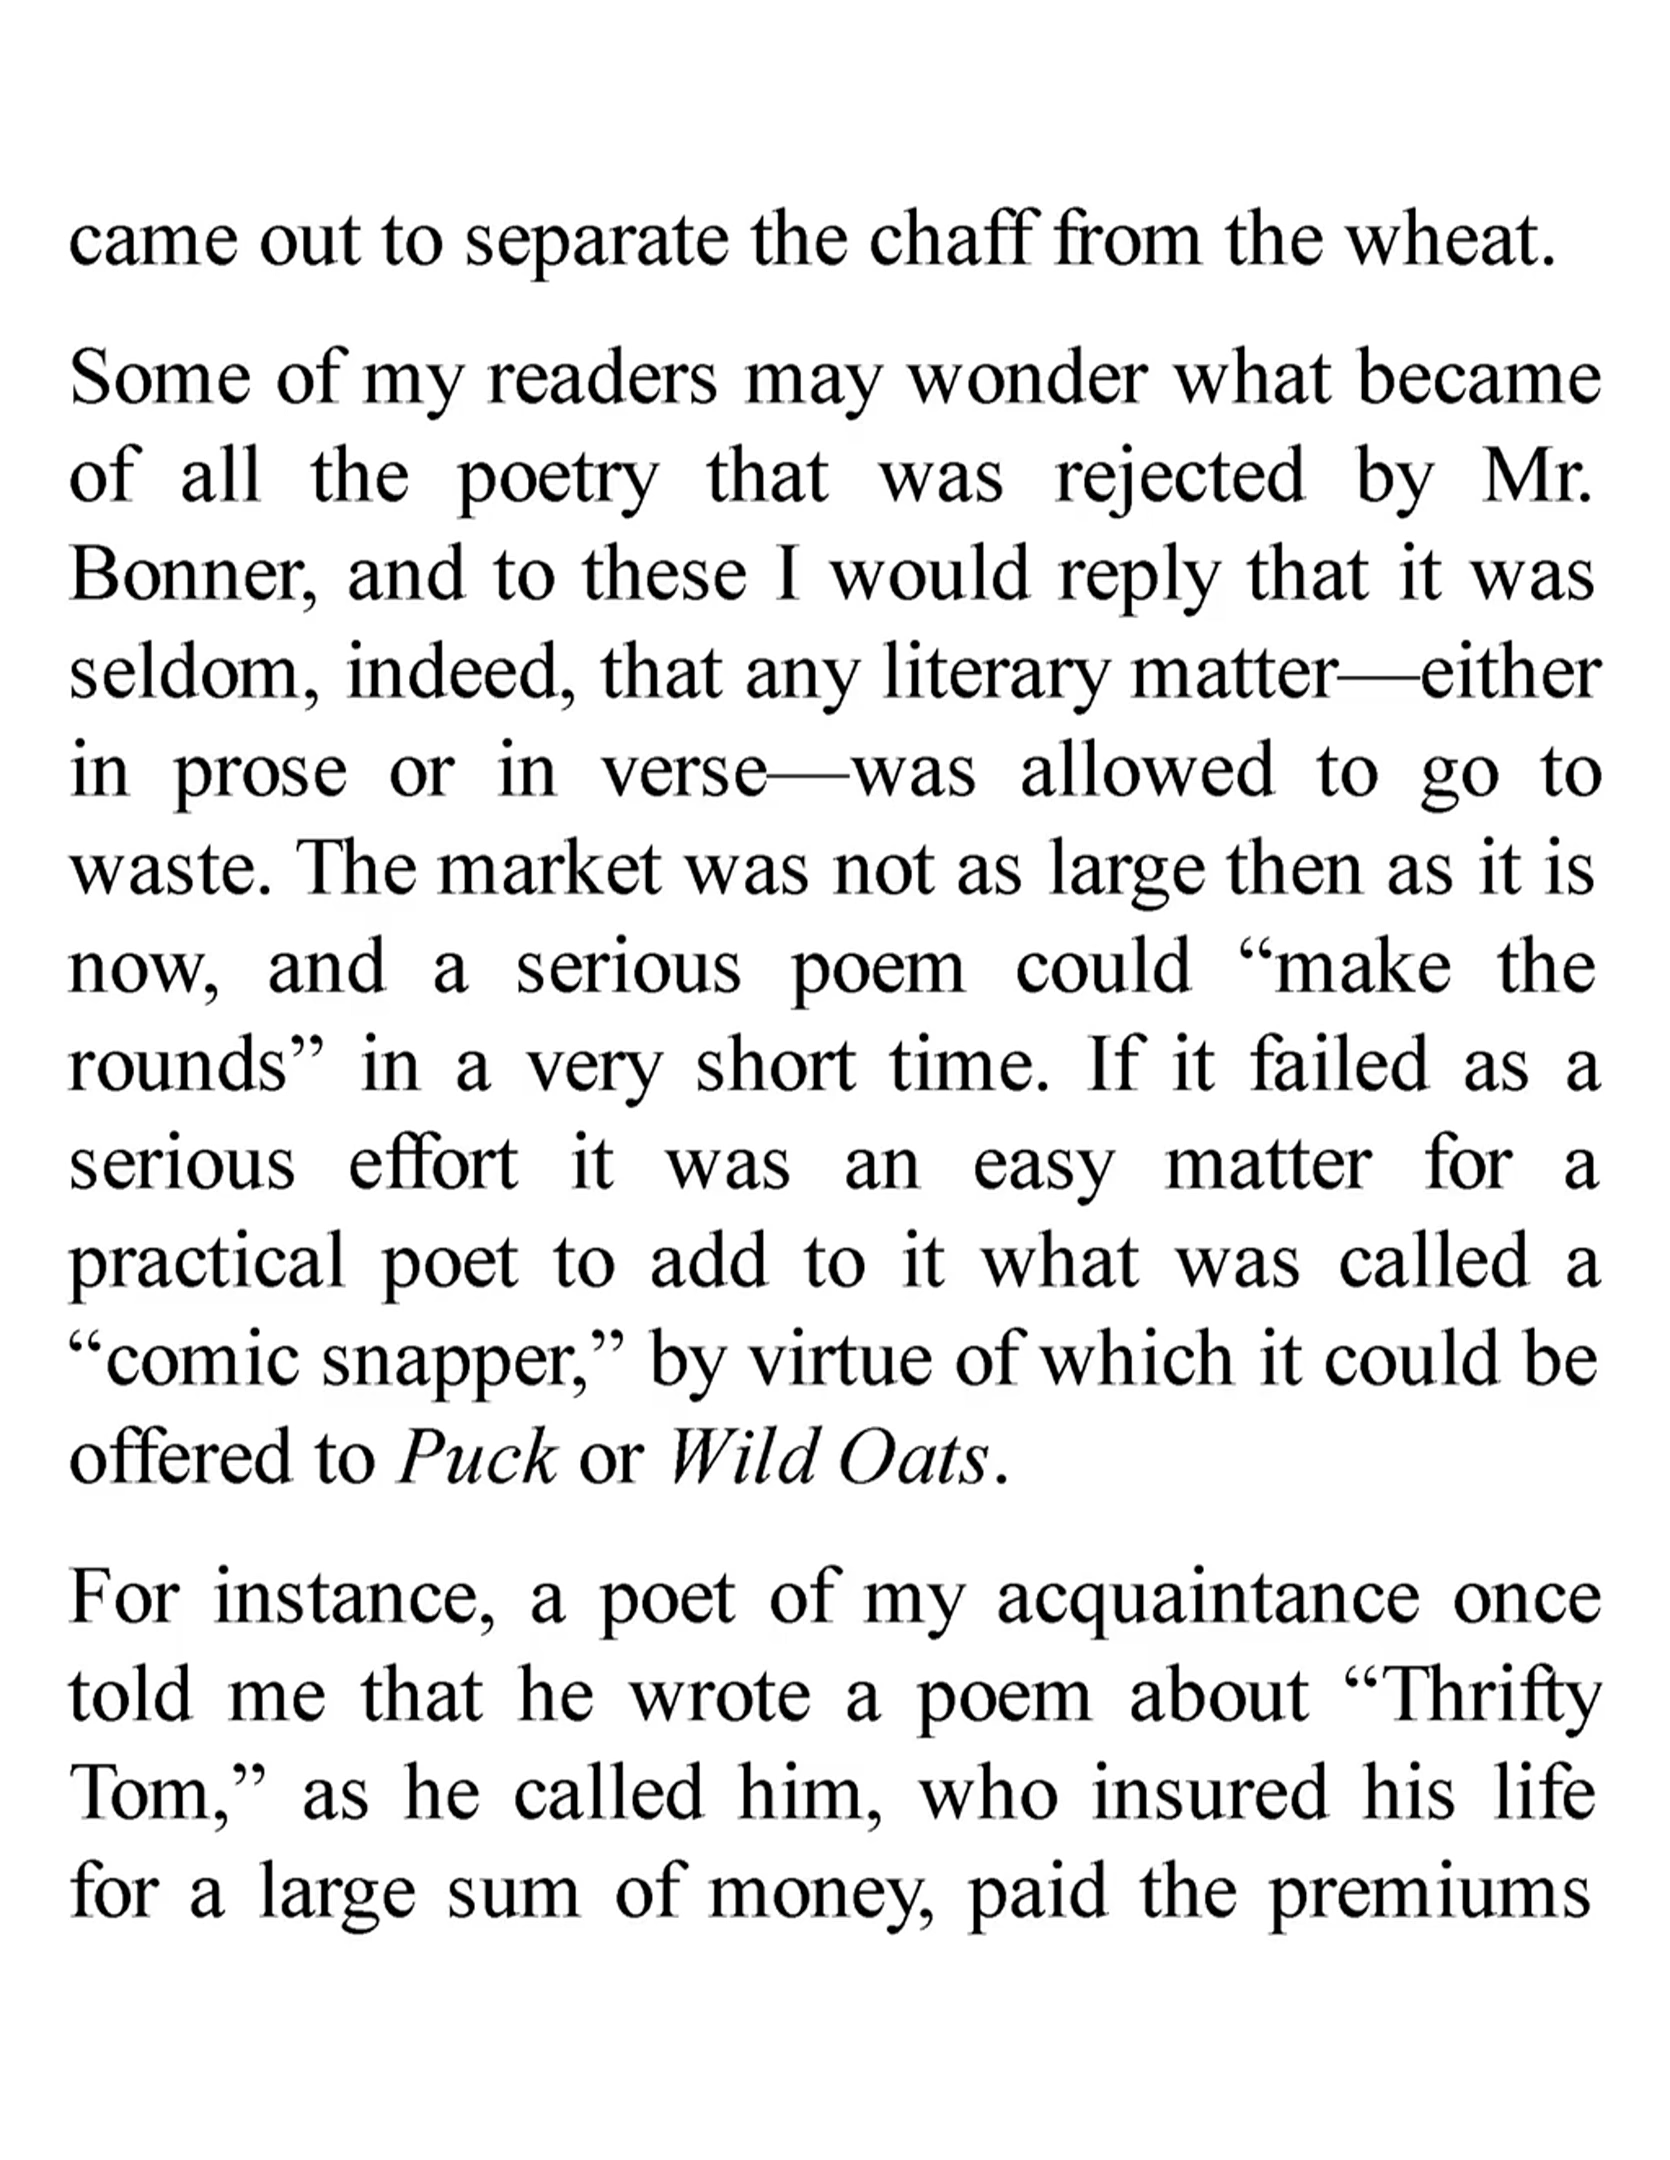 came out to separate the chaff from the wheat.
Some of my readers may wonder what became
of all the poetry that was rejected by Mr.
Bonner, and to these I would reply that it was
seldom, indeed, that any literary matter—either
in prose or in verse—was allowed to go to
waste. The market was not as large then as it is
now, and a serious poem could “make the
rounds” in a very short time. If it failed as a
serious effort it was an easy matter for a
practical poet to add to it what was called a
“comic snapper,” by virtue of which it could be
offered to Puck or Wild Oats.
For instance, a poet of my acquaintance once
told me that he wrote a poem about “Thrifty
Tom,” as he called him, who insured his life
for a large sum of money, paid the premiums